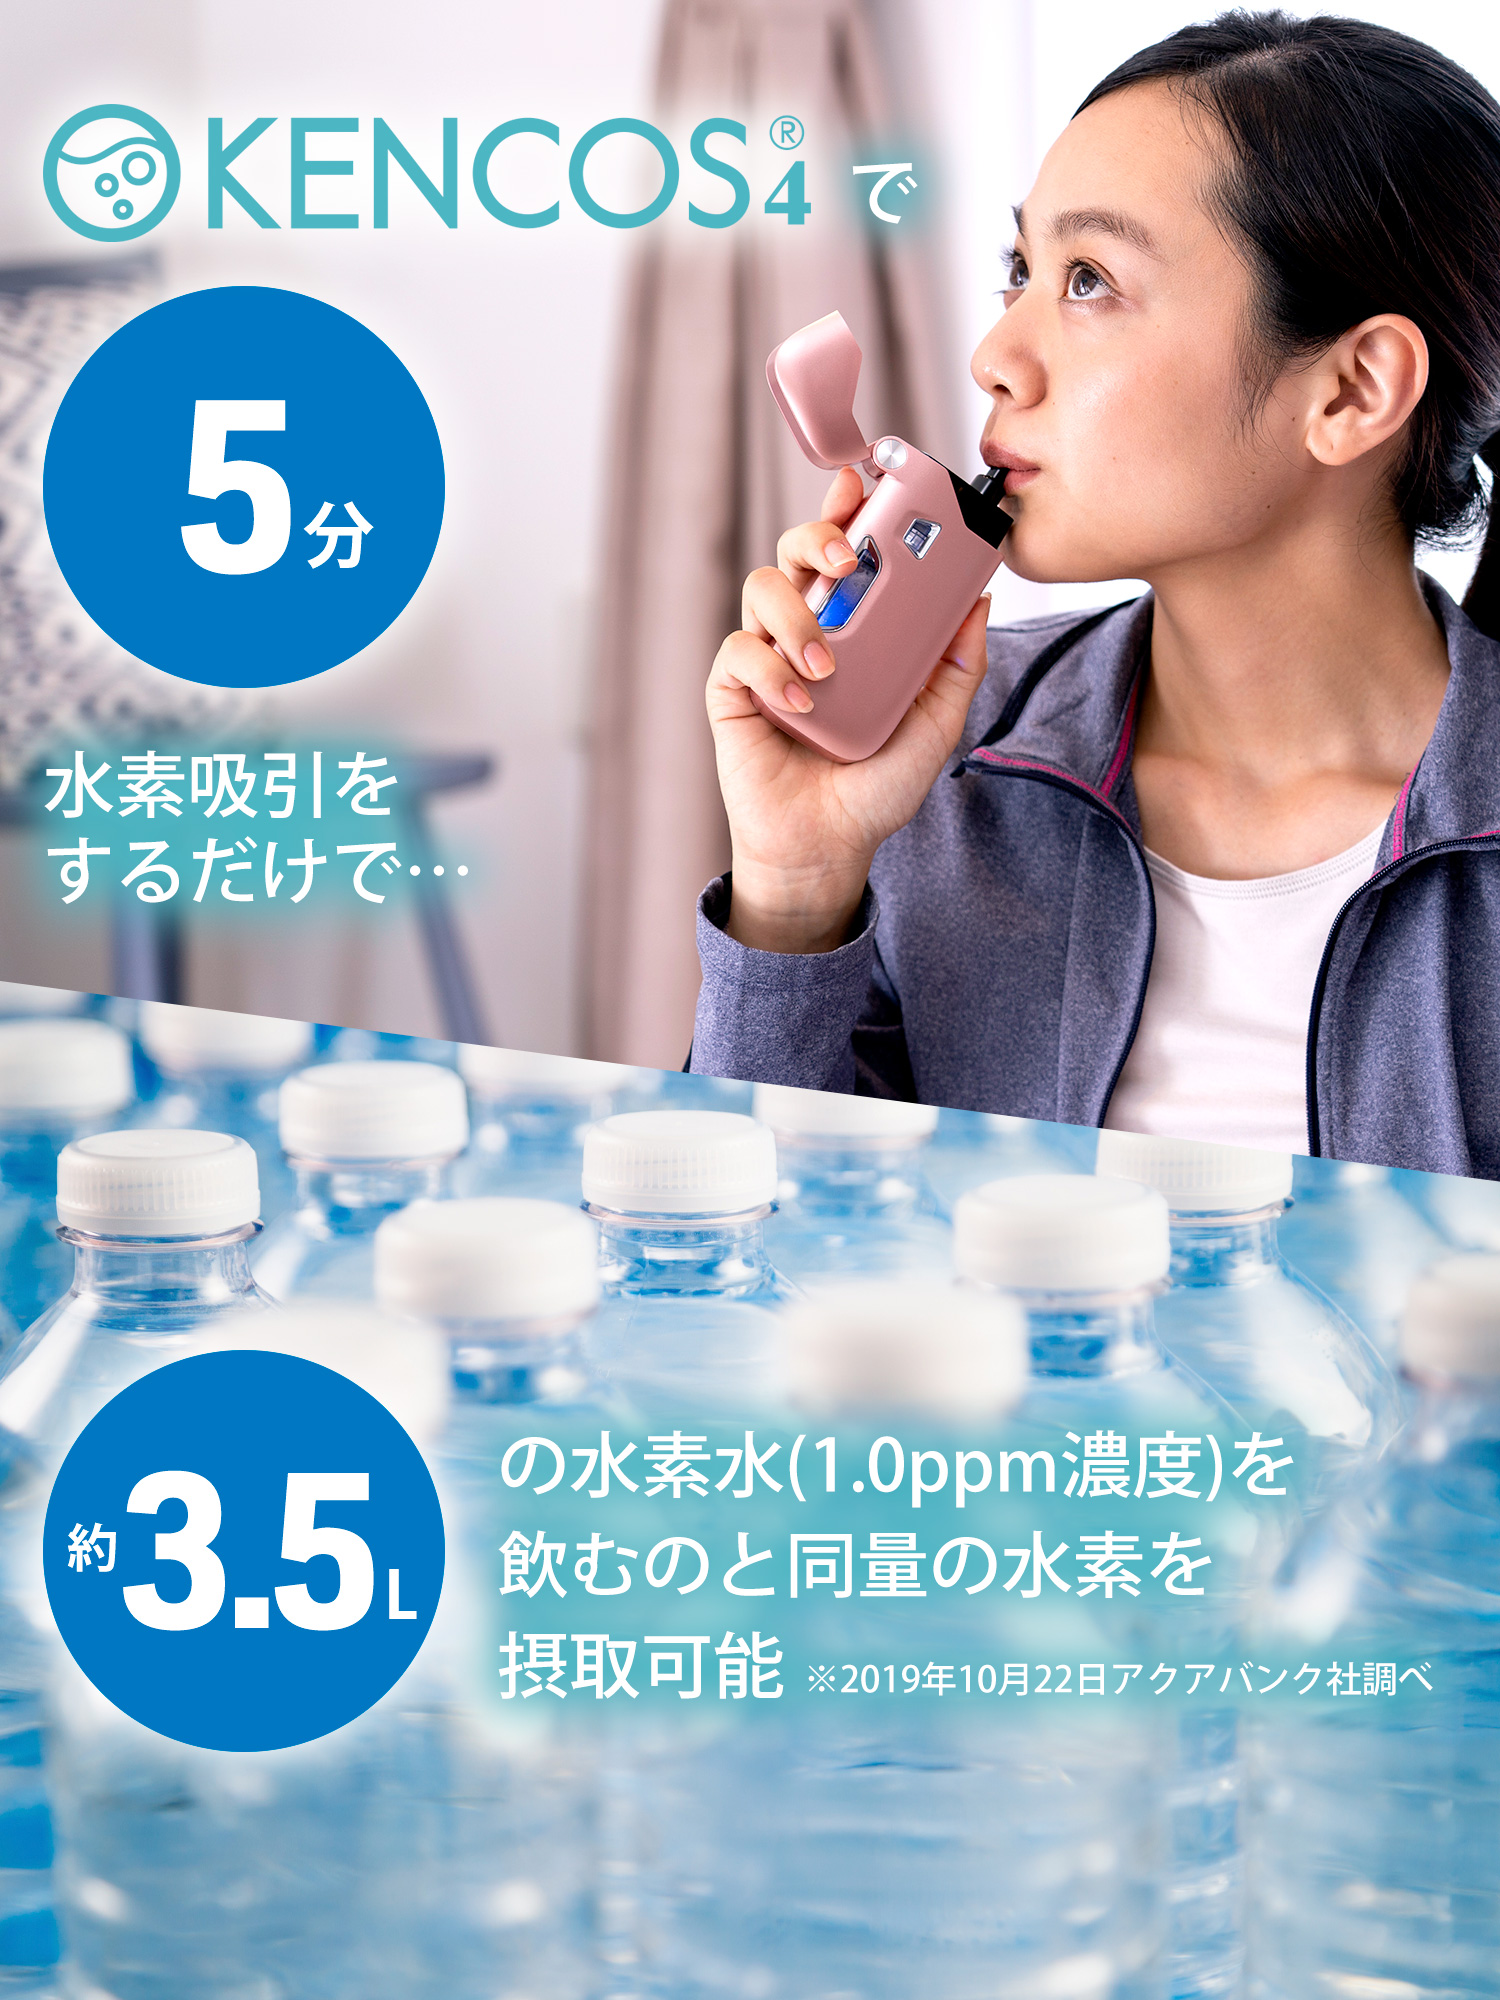 KENCOS®4 で
5分
水素吸引を
するだけで…
約3.5L
の水素水(1.0ppm濃度)を
飲むのと同量の水素を
摂取可能 ※2019年10月22日アクアバンク社調べ